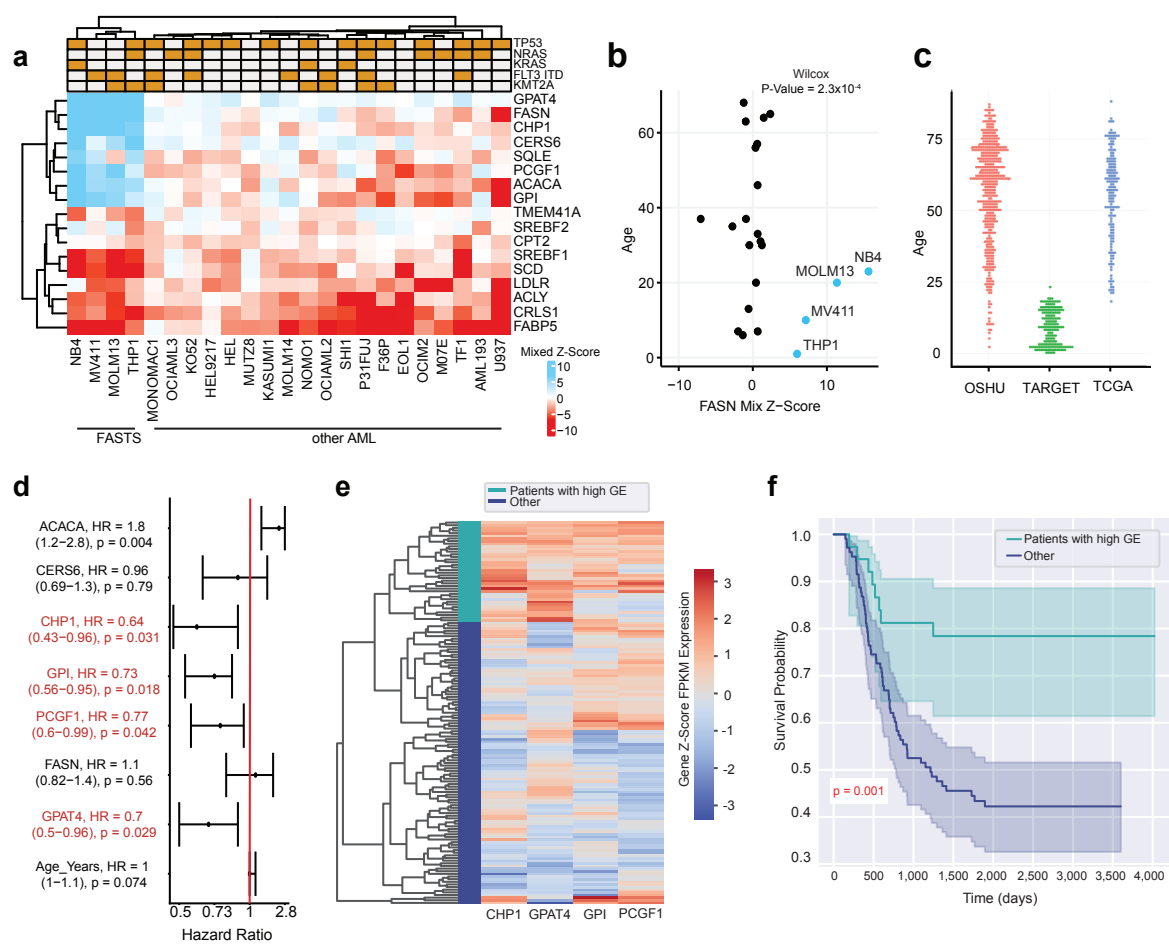 a
TP53
NRAS
KRAS
FLT3 ITD
KMT2A
GPAT4
FASN
CHP1
CERS6
SQLE
PCGF1
ACACA
GPI
TMEM41A
SREBF2
CPT2
SREBF1
SCD
LDLR
ACLY
CRLS1
FABP5
NB4
MV411
MOLM13
THP1
MONOMAC1
OCIAML3
KO52
HEL9217
HEL
MUTZ8
KASUMI1
MOLM14
NOMO1
OCIAML2
SHI1
P31FUJ
F36P
EOL1
OCIM2
M07E
TF1
AML193
U937
FASTS
other AML
Mixed Z-Score
10
5
0
−5
−10
b
Wilcox
P-Value = 2.3x10-4
Age
60
40
20
0
NB4
MOLM13
MV411
THP1
−10
0
10
FASN Mix Z-Score
c
Age
75
50
25
0
OSHU
TARGET
TCGA
d
ACACA, HR = 1.8
(1.2−2.8), p = 0.004
CERS6, HR = 0.96
(0.69−1.3), p = 0.79
CHP1, HR = 0.64
(0.43−0.96), p = 0.031
GPI, HR = 0.73
(0.56−0.95), p = 0.018
PCGF1, HR = 0.77
(0.6−0.99), p = 0.042
FASN, HR = 1.1
(0.82−1.4), p = 0.56
GPAT4, HR = 0.7
(0.5−0.96), p = 0.029
Age_Years, HR = 1
(1−1.1), p = 0.074
0.5
0.73
1
2.8
Hazard Ratio
e
Patients with high GE
Other
CHP1
GPAT4
GPI
PCGF1
Gene Z-Score FPKM Expression
3
2
1
0
-1
-2
-3
f
Patients with high GE
Other
Survival Probability
1.0
0.9
0.8
0.7
0.6
0.5
0.4
0.3
p = 0.001
0
500
1,000
1,500
2,000
2,500
3,000
3,500
4,000
Time (days)